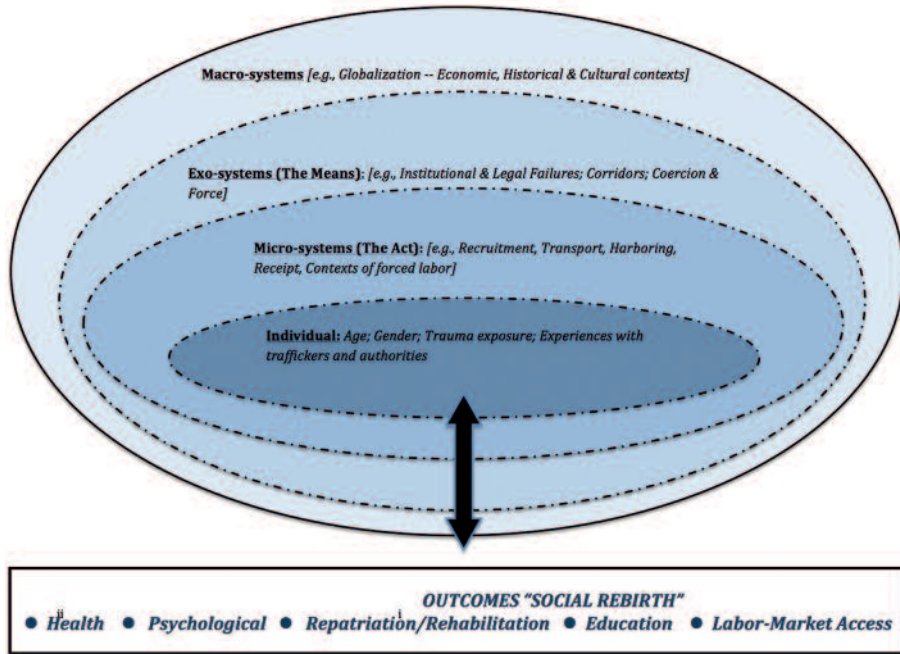 Macro-systems [e.g., Globalization -- Economic, Historical & Cultural contexts]
Exo-systems (The Means): [e.g., Institutional & Legal Failures; Corridors; Coercion &
Force]
Micro-systems (The Act): [e.g., Recruitment, Transport, Harboring,
Receipt, Contexts of forced labor]
Individual: Age; Gender; Trauma exposure; Experiences with
traffickers and authorities
OUTCOMES "SOCIAL REBIRTH"
ii i
● Health ● Psychological ● Repatriation/Rehabilitation ● Education ● Labor-Market Access